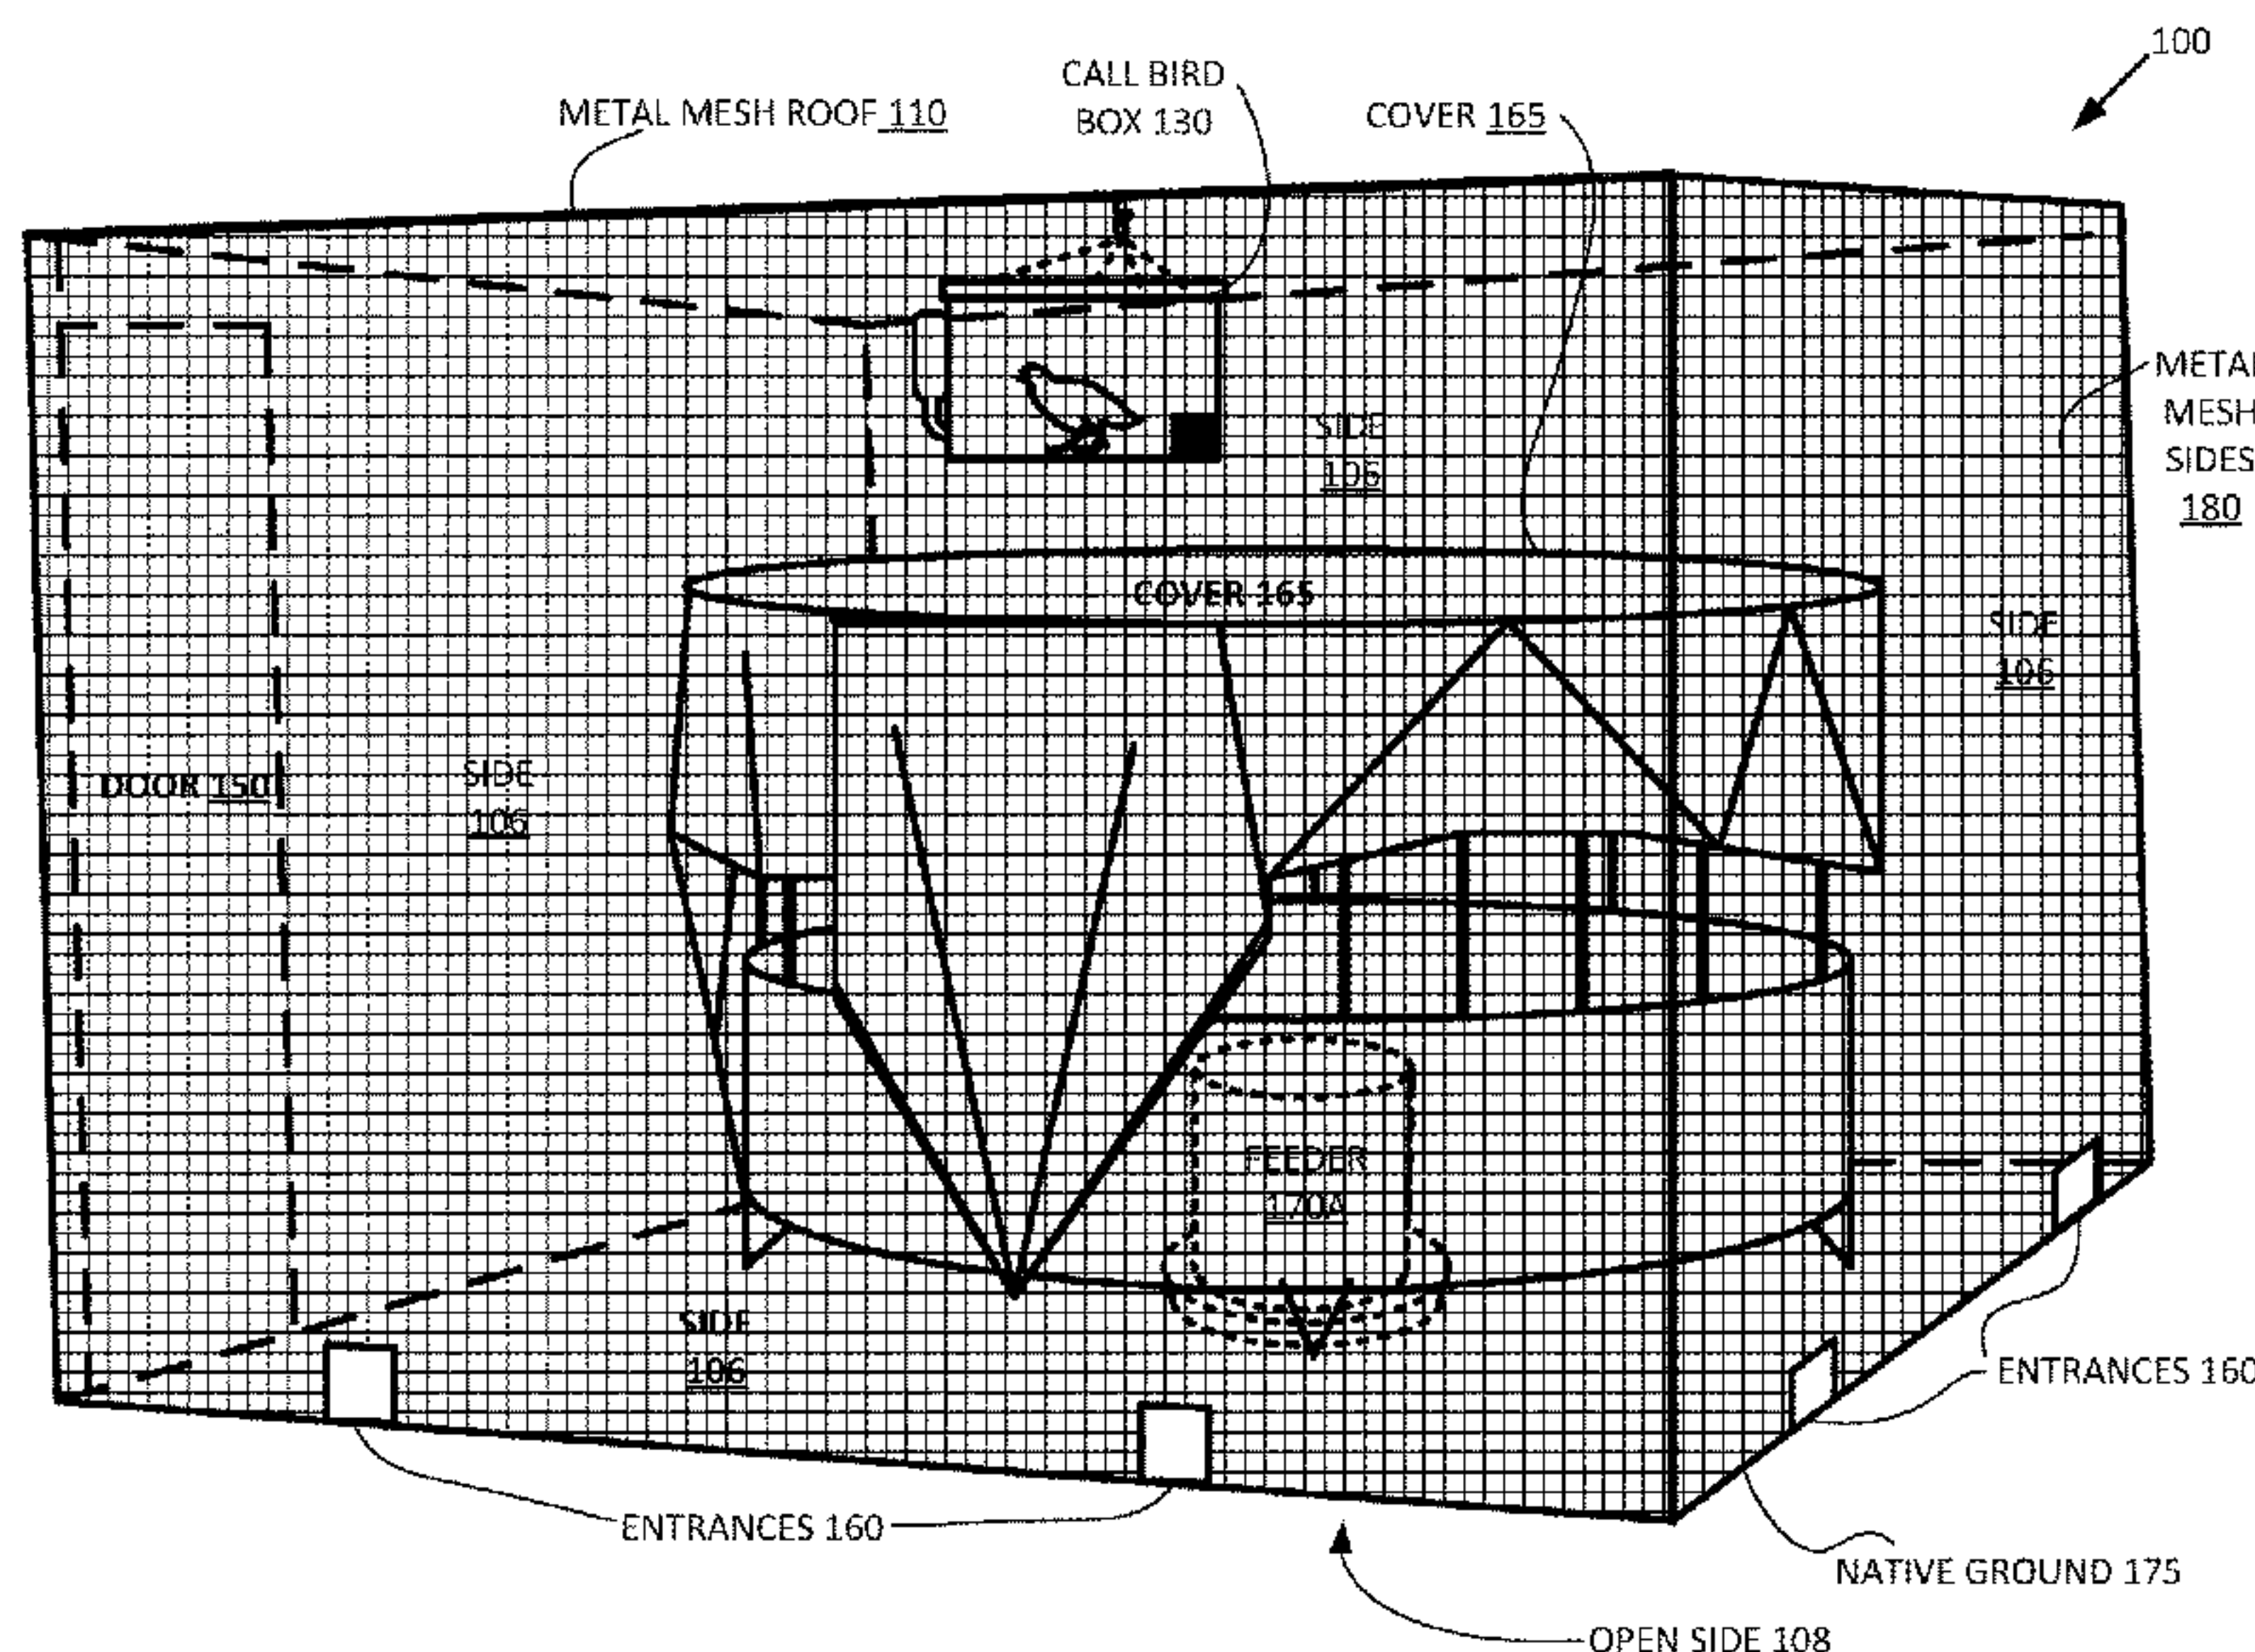 100
CALL BIRD
BOX 130
METAL MESH ROOF 110
COVER 165
METAL
MESH
SIDES
180
SIDE
106
COVER 165
SIDE
106
DOOR 150
SIDE
106
FEEDER
170A
SIDE
106
ENTRANCES 160
ENTRANCES 160
NATIVE GROUND 175
OPEN SIDE 108